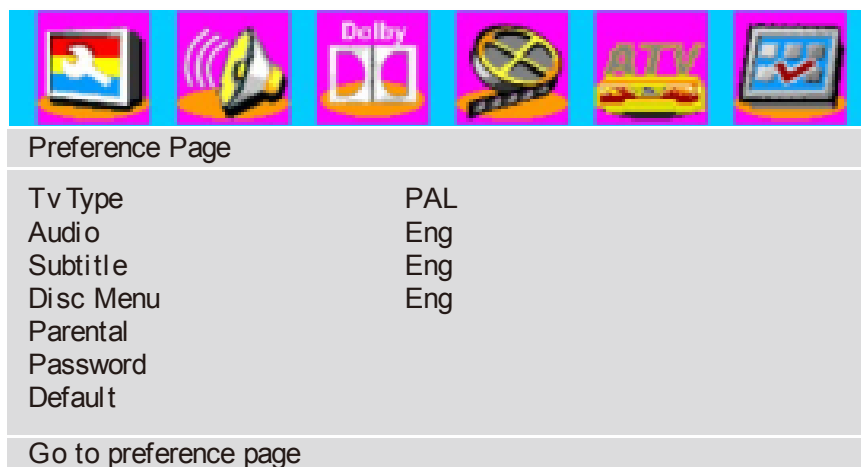 Dolby
ATV
Preference Page
Tv Type PAL
Audio Eng
Subtitle Eng
Disc Menu Eng
Parental
Password
Default
Go to preference page